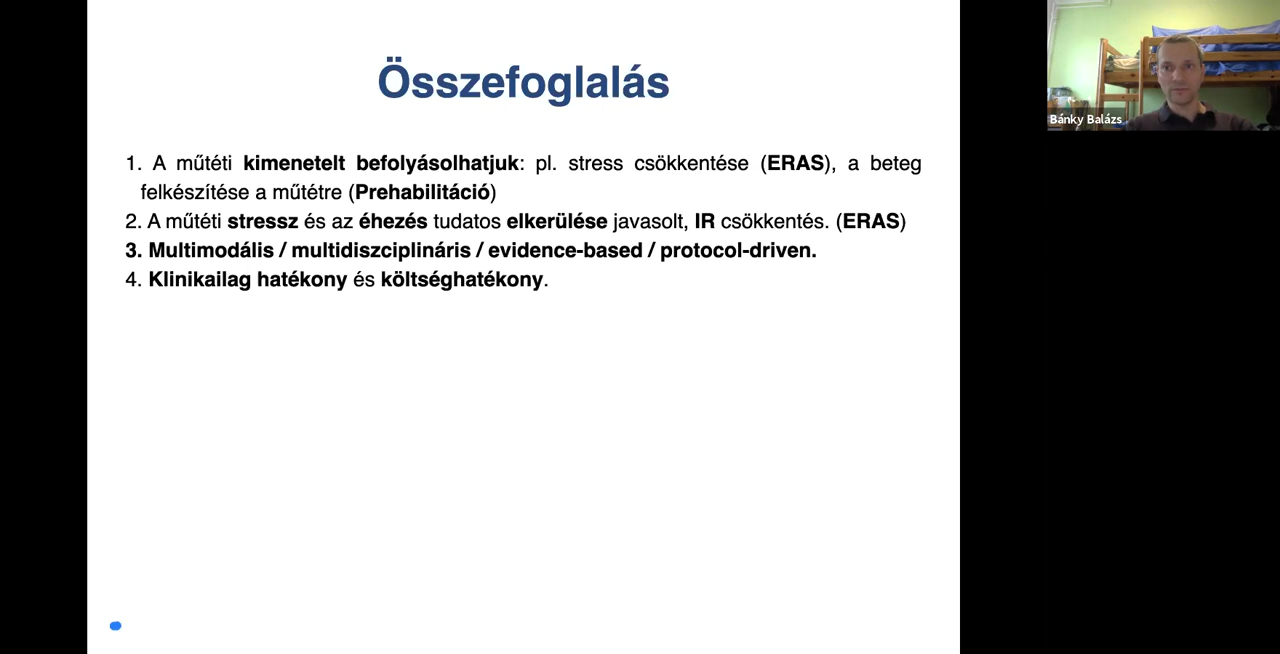 Összefoglalás
1. A műtéti kimenetelt befolyásolhatjuk: pl. stress csökkentése (ERAS), a beteg
felkészítése a műtétre (Prehabilitáció)
2. A műtéti stressz és az éhezés tudatos elkerülése javasolt, IR csökkentés. (ERAS)
3. Multimodális / multidiszciplináris / evidence-based / protocol-driven.
4. Klinikailag hatékony és költséghatékony.
Bánky Balázs